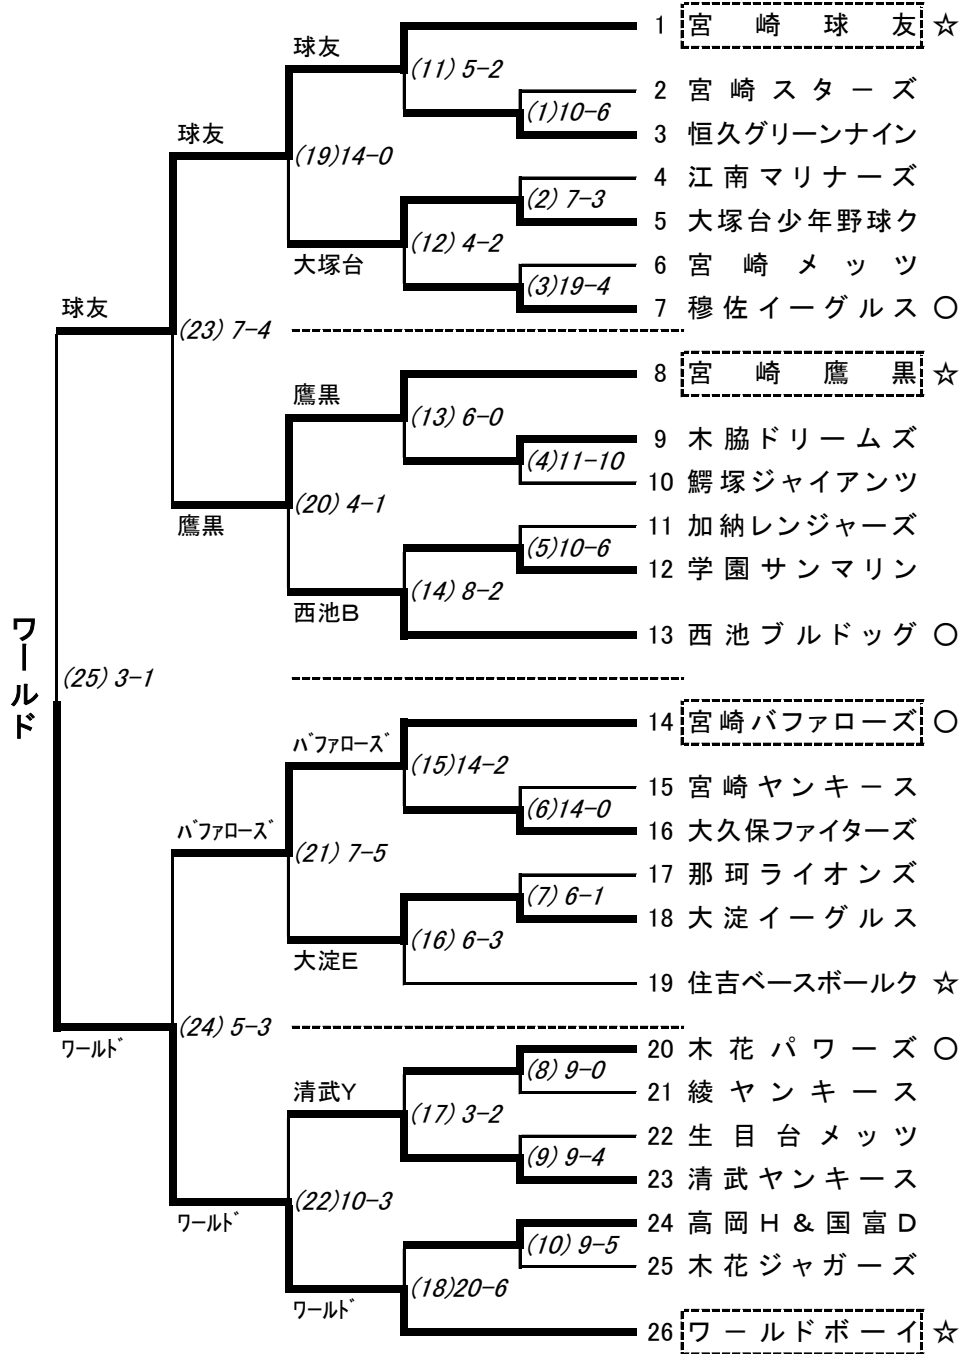 1 宮崎球友 ☆
球友
(11) 5-2
2 宮崎スターズ
(1)10-6
3 恒久グリーンナイン
球友
(19)14-0
4 江南マリナーズ
(2) 7-3
5 大塚台少年野球ク
(12) 4-2
大塚台
6 宮崎メッツ
(3)19-4
7 穆佐イーグルス ○
球友
(23) 7-4
8 宮崎鷹黒 ☆
鷹黒
(13) 6-0
9 木脇ドリームズ
(4)11-10
10 鰐塚ジャイアンツ
(20) 4-1
鷹黒
11 加納レンジャーズ
(5)10-6
12 学園サンマリン
(14) 8-2
西池B
13 西池ブルドッグ ○
ワールド
(25) 3-1
14 宮崎バファローズ ○
バファローズ
(15)14-2
15 宮崎ヤンキース
(6)14-0
16 大久保ファイターズ
バファローズ
(21) 7-5
17 那珂ライオンズ
(7) 6-1
18 大淀イーグルス
(16) 6-3
大淀E
19 住吉ベースボールク ☆
(24) 5-3
ワールド
20 木花パワーズ ○
(8) 9-0
21 綾ヤンキース
清武Y
(17) 3-2
22 生目台メッツ
(9) 9-4
23 清武ヤンキース
(22)10-3
ワールド
24 高岡H&国富D
(10) 9-5
25 木花ジャガーズ
(18)20-6
ワールド
26 ワールドボーイ ☆